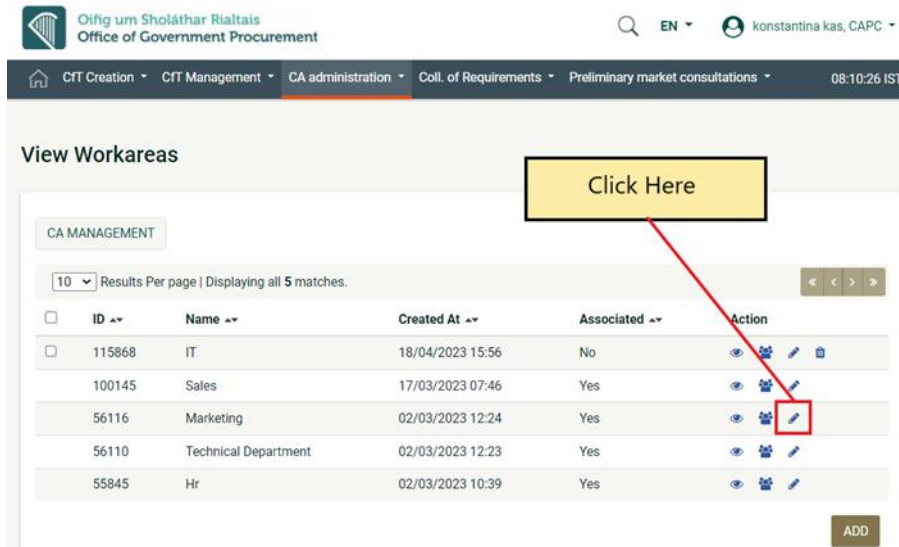 Oifig um Sholáthar Rialtais
Office of Government Procurement
EN
konstantina kas, CAPC
CfT Creation CfT Management CA administration Coll. of Requirements Preliminary market consultations 08:10:26 IST
View Workareas
Click Here
CA MANAGEMENT
10 Results Per page | Displaying all 5 matches.
ID Name Created At Associated Action
115868 IT 18/04/2023 15:56 No
100145 Sales 17/03/2023 07:46 Yes
56116 Marketing 02/03/2023 12:24 Yes
56110 Technical Department 02/03/2023 12:23 Yes
55845 Hr 02/03/2023 10:39 Yes
ADD